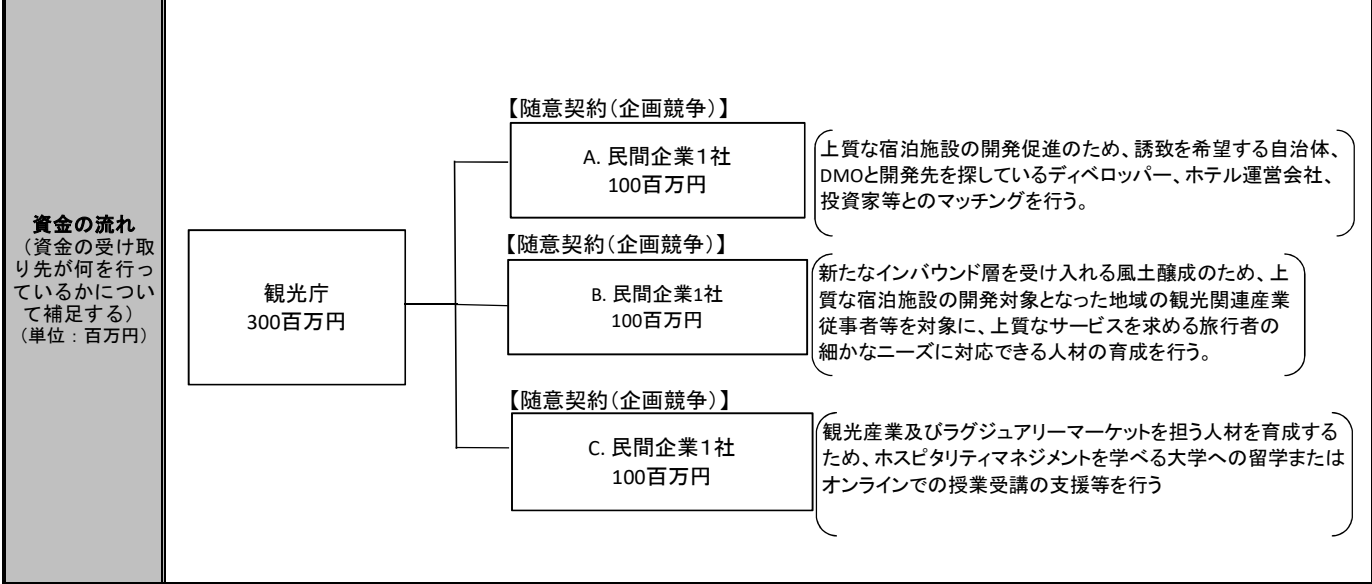 資金の流れ
（資金の受け取
り先が何を行っ
ているかについ
て補足する）
（単位：百万円）
観光庁
300百万円
【随意契約（企画競争）】
A. 民間企業１社
100百万円
上質な宿泊施設の開発促進のため、誘致を希望する自治体、
DMOと開発先を探しているディベロッパー、ホテル運営会社、
投資家等とのマッチングを行う。
【随意契約（企画競争）】
B. 民間企業1社
100百万円
新たなインバウンド層を受け入れる風土醸成のため、上
質な宿泊施設の開発対象となった地域の観光関連産業
従事者等を対象に、上質なサービスを求める旅行者の
細かなニーズに対応できる人材の育成を行う。
【随意契約（企画競争）】
C. 民間企業１社
100百万円
観光産業及びラグジュアリーマーケットを担う人材を育成する
ため、ホスピタリティマネジメントを学べる大学への留学または
オンラインでの授業受講の支援等を行う